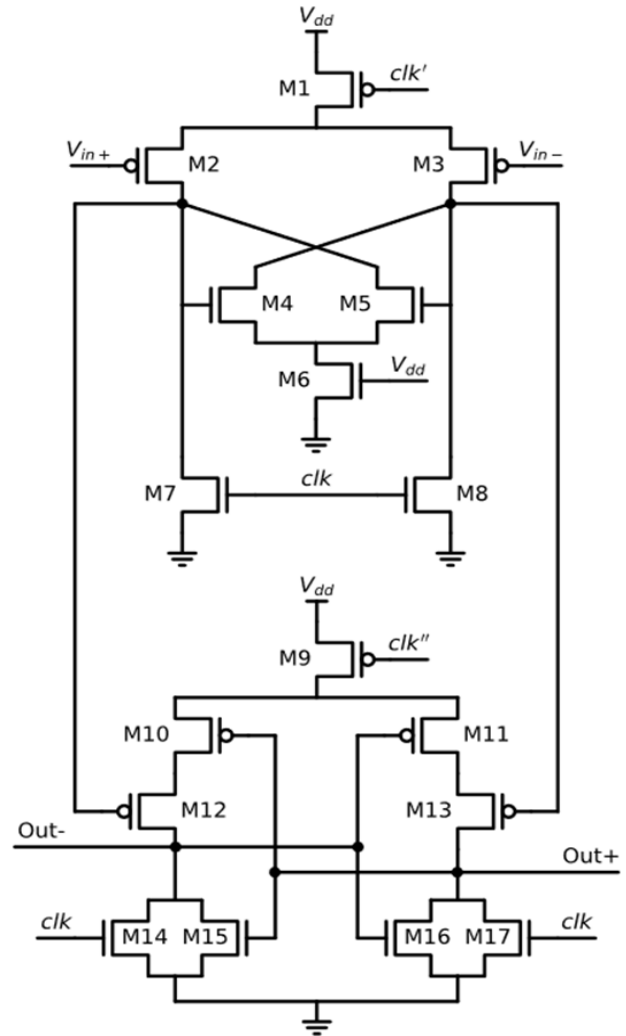 Vdd
M1 clk′
Vin+ M2 M3 Vin−
M4 M5
M6 Vdd
M7 clk M8
Vdd
M9 clk″
M10 M11
M12 M13
Out-
Out+
clk M14 M15 M16 M17 clk